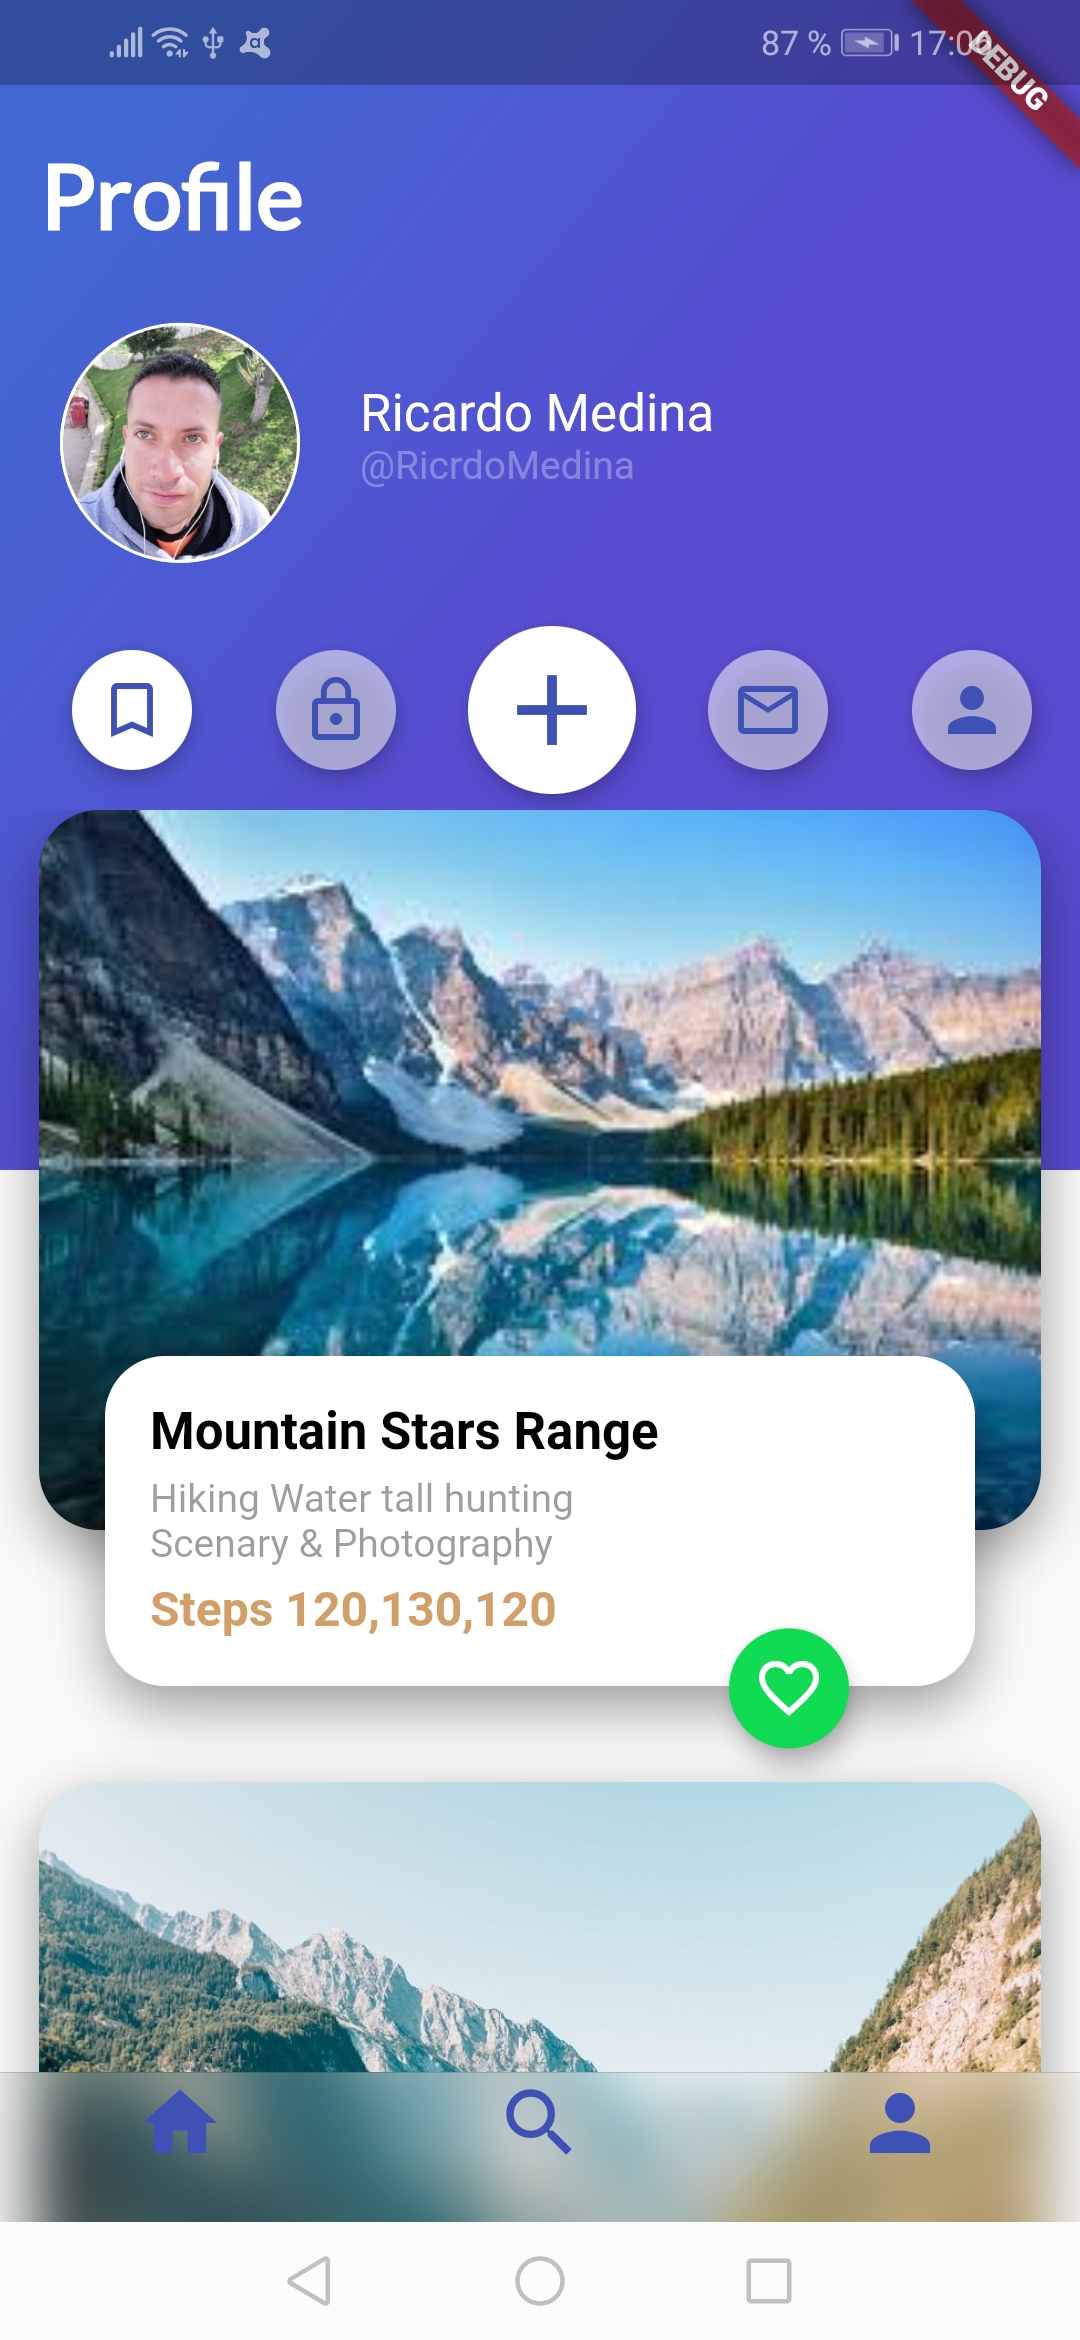 87 % 17:06
DEBUG
Profile
Ricardo Medina
@RicrdoMedina
Mountain Stars Range
Hiking Water tall hunting
Scenary & Photography
Steps 120,130,120